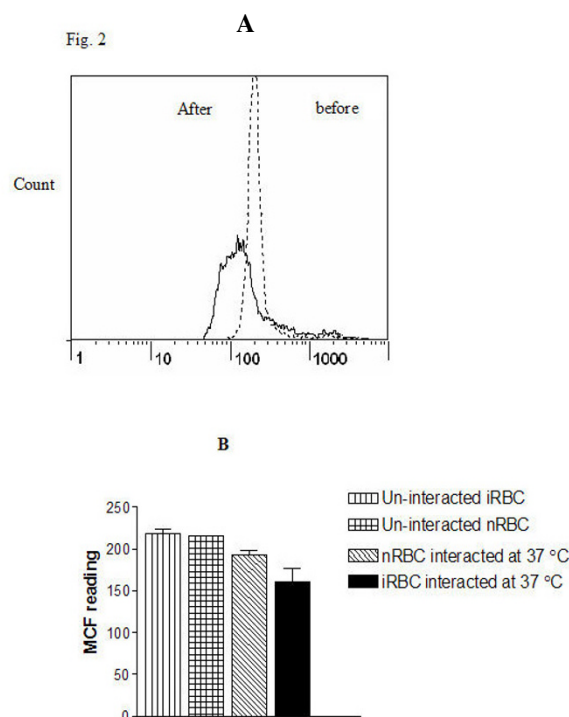 A
Fig. 2
After before
Count
1 10 100 1000
B
Un-interacted iRBC
Un-interacted nRBC
nRBC interacted at 37 °C
iRBC interacted at 37 °C
MCF reading
250
200
150
100
50
0